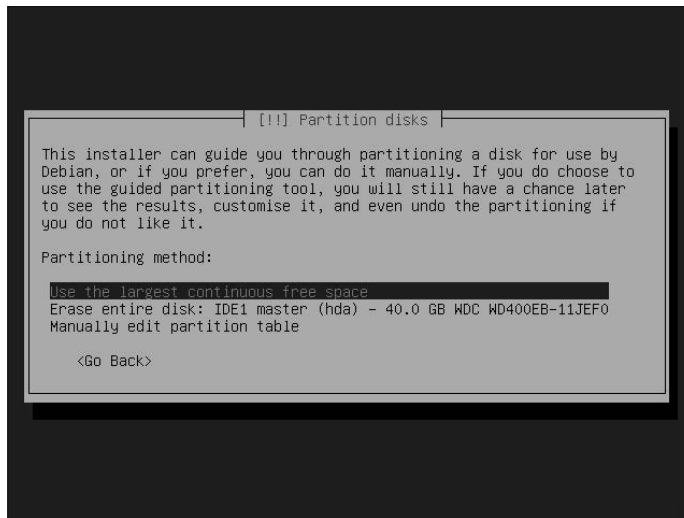 [!!] Partition disks
This installer can guide you through partitioning a disk for use by
Debian, or if you prefer, you can do it manually. If you do choose to
use the guided partitioning tool, you will still have a chance later
to see the results, customise it, and even undo the partitioning if
you do not like it.
Partitioning method:
Use the largest continuous free space
Erase entire disk: IDE1 master (hda) - 40.0 GB WDC WD400EB-11JEF0
Manually edit partition table
<Go Back>